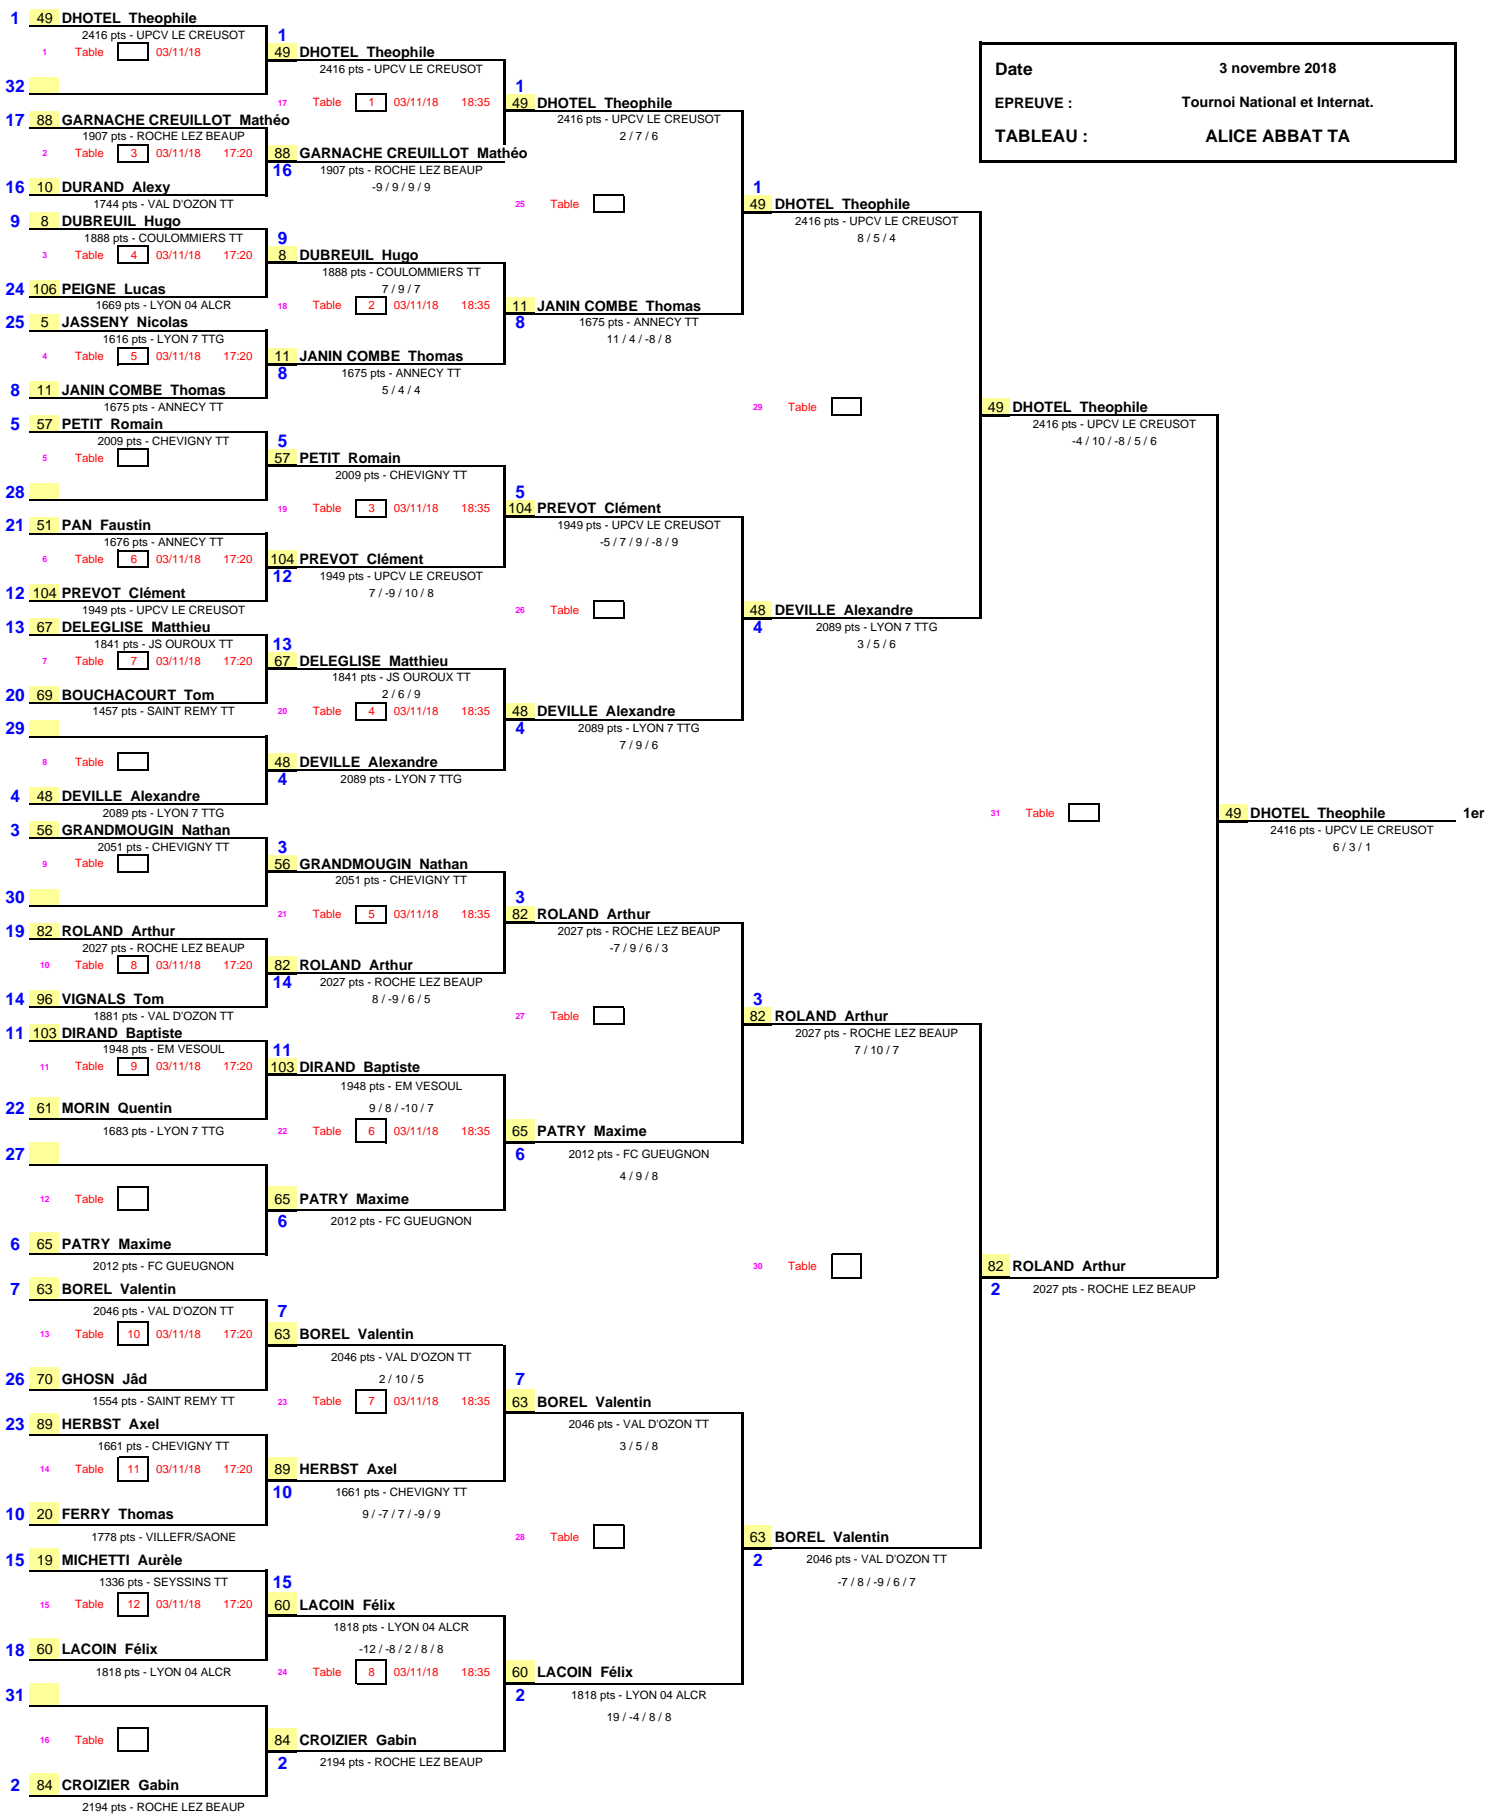 Date 3 novembre 2018
EPREUVE : Tournoi National et Internat.
TABLEAU : ALICE ABBAT TA
1 49 DHOTEL Theophile
2416 pts - UPCV LE CREUSOT
1 Table 03/11/18
32
17 88 GARNACHE CREUILLOT Mathéo
1907 pts - ROCHE LEZ BEAUP
2 Table 3 03/11/18 17:20
16 10 DURAND Alexy
1744 pts - VAL D'OZON TT
9 8 DUBREUIL Hugo
1888 pts - COULOMMIERS TT
3 Table 4 03/11/18 17:20
24 106 PEIGNE Lucas
1669 pts - LYON 04 ALCR
25 5 JASSENY Nicolas
1616 pts - LYON 7 TTG
4 Table 5 03/11/18 17:20
8 11 JANIN COMBE Thomas
1675 pts - ANNECY TT
5 57 PETIT Romain
2009 pts - CHEVIGNY TT
5 Table
28
21 51 PAN Faustin
1676 pts - ANNECY TT
6 Table 6 03/11/18 17:20
12 104 PREVOT Clément
1949 pts - UPCV LE CREUSOT
13 67 DELEGLISE Matthieu
1841 pts - JS OUROUX TT
7 Table 7 03/11/18 17:20
20 69 BOUCHACOURT Tom
1457 pts - SAINT REMY TT
29
8 Table
4 48 DEVILLE Alexandre
2089 pts - LYON 7 TTG
3 56 GRANDMOUGIN Nathan
2051 pts - CHEVIGNY TT
9 Table
30
19 82 ROLAND Arthur
2027 pts - ROCHE LEZ BEAUP
10 Table 8 03/11/18 17:20
14 96 VIGNALS Tom
1881 pts - VAL D'OZON TT
11 103 DIRAND Baptiste
1948 pts - EM VESOUL
11 Table 9 03/11/18 17:20
22 61 MORIN Quentin
1683 pts - LYON 7 TTG
27
12 Table
6 65 PATRY Maxime
2012 pts - FC GUEUGNON
7 63 BOREL Valentin
2046 pts - VAL D'OZON TT
13 Table 10 03/11/18 17:20
26 70 GHOSN Jâd
1554 pts - SAINT REMY TT
23 89 HERBST Axel
1661 pts - CHEVIGNY TT
14 Table 11 03/11/18 17:20
10 20 FERRY Thomas
1778 pts - VILLEFR/SAONE
15 19 MICHETTI Aurèle
1336 pts - SEYSSINS TT
15 Table 12 03/11/18 17:20
18 60 LACOIN Félix
1818 pts - LYON 04 ALCR
31
16 Table
2 84 CROIZIER Gabin
2194 pts - ROCHE LEZ BEAUP
1
49 DHOTEL Theophile
2416 pts - UPCV LE CREUSOT
17 Table 1 03/11/18 18:35
88 GARNACHE CREUILLOT Mathéo
16 1907 pts - ROCHE LEZ BEAUP
-9 / 9 / 9 / 9
9
8 DUBREUIL Hugo
1888 pts - COULOMMIERS TT
7 / 9 / 7
18 Table 2 03/11/18 18:35
11 JANIN COMBE Thomas
8 1675 pts - ANNECY TT
5 / 4 / 4
5
57 PETIT Romain
2009 pts - CHEVIGNY TT
19 Table 3 03/11/18 18:35
104 PREVOT Clément
12 1949 pts - UPCV LE CREUSOT
7 / -9 / 10 / 8
13
67 DELEGLISE Matthieu
1841 pts - JS OUROUX TT
2 / 6 / 9
20 Table 4 03/11/18 18:35
48 DEVILLE Alexandre
4 2089 pts - LYON 7 TTG
3
56 GRANDMOUGIN Nathan
2051 pts - CHEVIGNY TT
21 Table 5 03/11/18 18:35
82 ROLAND Arthur
14 2027 pts - ROCHE LEZ BEAUP
8 / -9 / 6 / 5
11
103 DIRAND Baptiste
1948 pts - EM VESOUL
9 / 8 / -10 / 7
22 Table 6 03/11/18 18:35
65 PATRY Maxime
6 2012 pts - FC GUEUGNON
7
63 BOREL Valentin
2046 pts - VAL D'OZON TT
2 / 10 / 5
23 Table 7 03/11/18 18:35
89 HERBST Axel
10 1661 pts - CHEVIGNY TT
9 / -7 / 7 / -9 / 9
15
60 LACOIN Félix
1818 pts - LYON 04 ALCR
-12 / -8 / 2 / 8 / 8
24 Table 8 03/11/18 18:35
84 CROIZIER Gabin
2 2194 pts - ROCHE LEZ BEAUP
1
49 DHOTEL Theophile
2416 pts - UPCV LE CREUSOT
2 / 7 / 6
25 Table
11 JANIN COMBE Thomas
8 1675 pts - ANNECY TT
11 / 4 / -8 / 8
5
104 PREVOT Clément
1949 pts - UPCV LE CREUSOT
-5 / 7 / 9 / -8 / 9
26 Table
48 DEVILLE Alexandre
4 2089 pts - LYON 7 TTG
7 / 9 / 6
3
82 ROLAND Arthur
2027 pts - ROCHE LEZ BEAUP
-7 / 9 / 6 / 3
27 Table
65 PATRY Maxime
6 2012 pts - FC GUEUGNON
4 / 9 / 8
7
63 BOREL Valentin
2046 pts - VAL D'OZON TT
3 / 5 / 8
28 Table
60 LACOIN Félix
2 1818 pts - LYON 04 ALCR
19 / -4 / 8 / 8
1
49 DHOTEL Theophile
2416 pts - UPCV LE CREUSOT
8 / 5 / 4
29 Table
48 DEVILLE Alexandre
4 2089 pts - LYON 7 TTG
3 / 5 / 6
3
82 ROLAND Arthur
2027 pts - ROCHE LEZ BEAUP
7 / 10 / 7
30 Table
63 BOREL Valentin
2 2046 pts - VAL D'OZON TT
-7 / 8 / -9 / 6 / 7
49 DHOTEL Theophile
2416 pts - UPCV LE CREUSOT
-4 / 10 / -8 / 5 / 6
31 Table
82 ROLAND Arthur
2 2027 pts - ROCHE LEZ BEAUP
49 DHOTEL Theophile 1er
2416 pts - UPCV LE CREUSOT
6 / 3 / 1